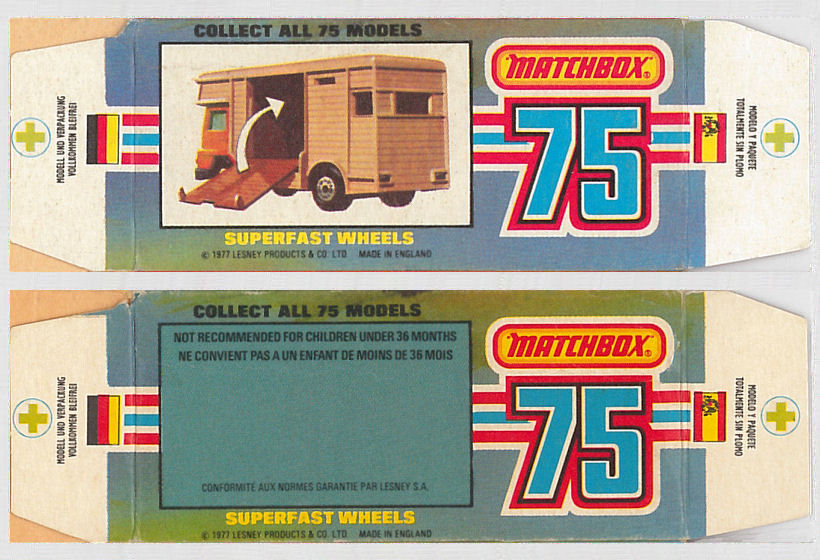 COLLECT ALL 75 MODELS
MATCHBOX®
75
MODELL UND VERPACKUNG
VOLLKOMMEN BLEIFREI
MODELO Y PAQUETE
TOTALMENTE SIN PLOMO
SUPERFAST WHEELS
© 1977 LESNEY PRODUCTS & CO LTD MADE IN ENGLAND
COLLECT ALL 75 MODELS
NOT RECOMMENDED FOR CHILDREN UNDER 36 MONTHS
NE CONVIENT PAS A UN ENFANT DE MOINS DE 36 MOIS
MATCHBOX®
75
MODELL UND VERPACKUNG
VOLLKOMMEN BLEIFREI
MODELO Y PAQUETE
TOTALMENTE SIN PLOMO
CONFORMITÉ AUX NORMES GARANTIE PAR LESNEY S.A.
SUPERFAST WHEELS
© 1977 LESNEY PRODUCTS & CO LTD MADE IN ENGLAND